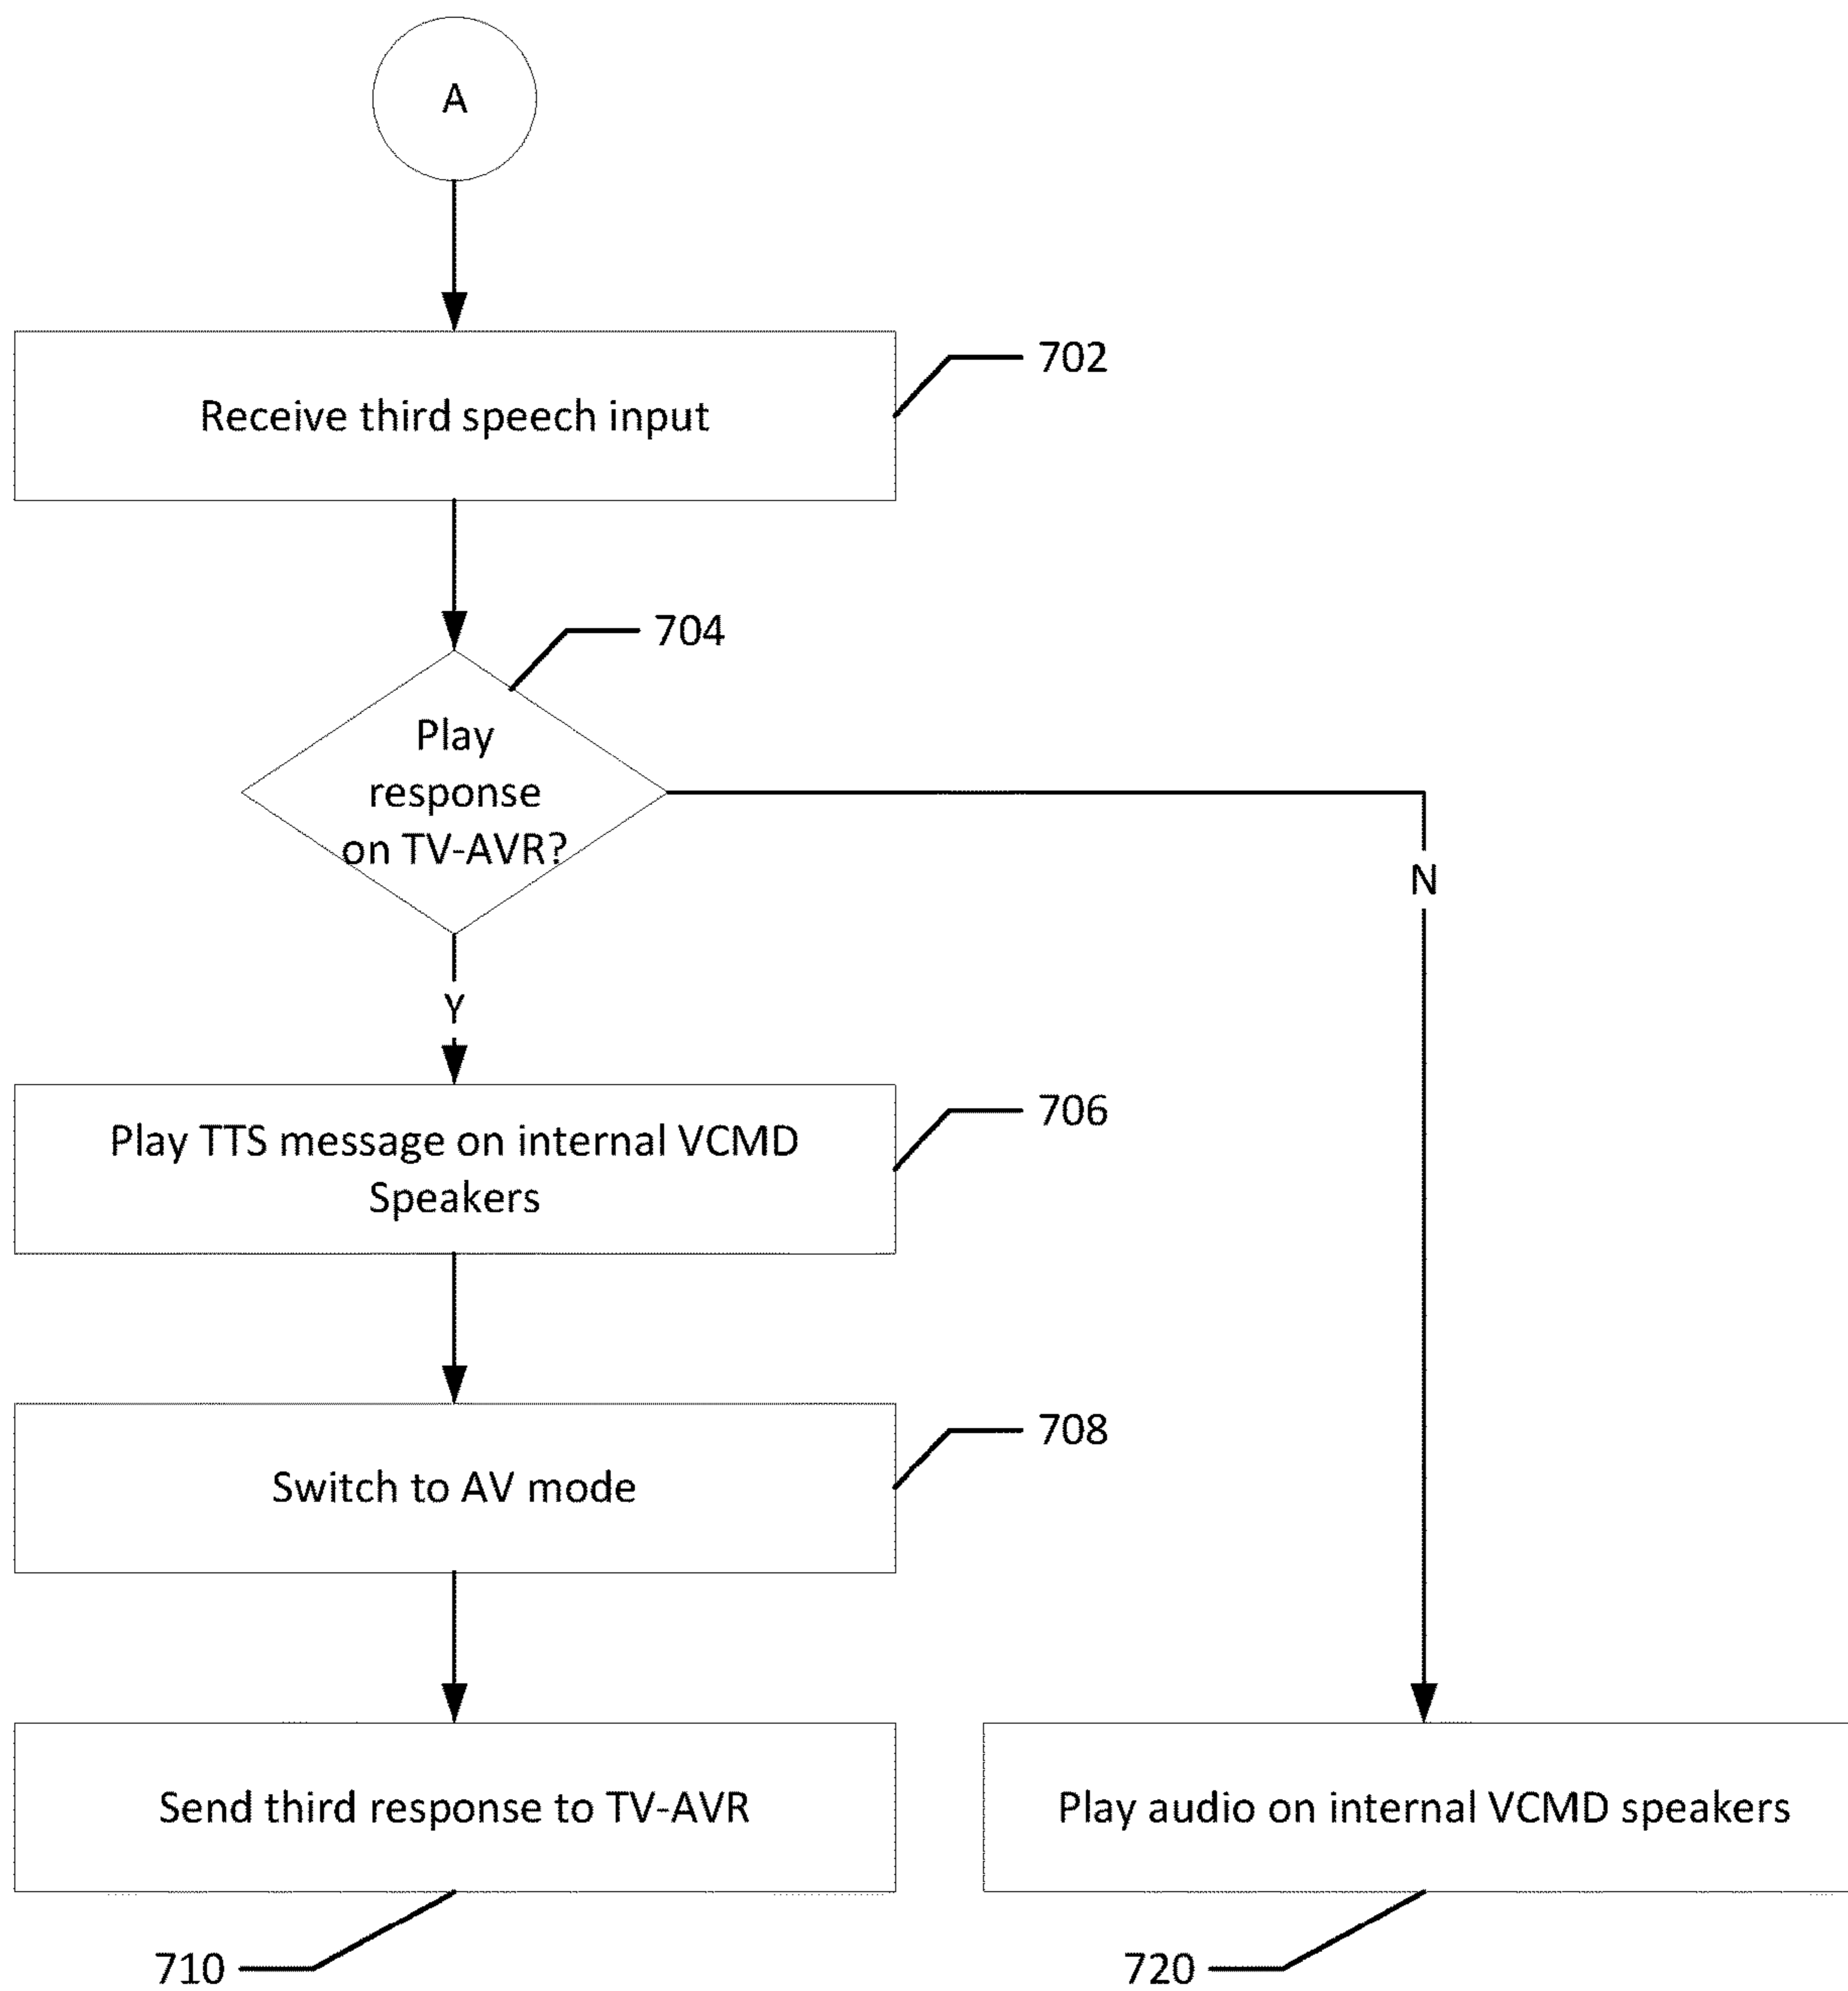 A
702
Receive third speech input
704
Play
response
on TV-AVR?
N
Y
706
Play TTS message on internal VCMD
Speakers
708
Switch to AV mode
Send third response to TV-AVR
Play audio on internal VCMD speakers
710
720